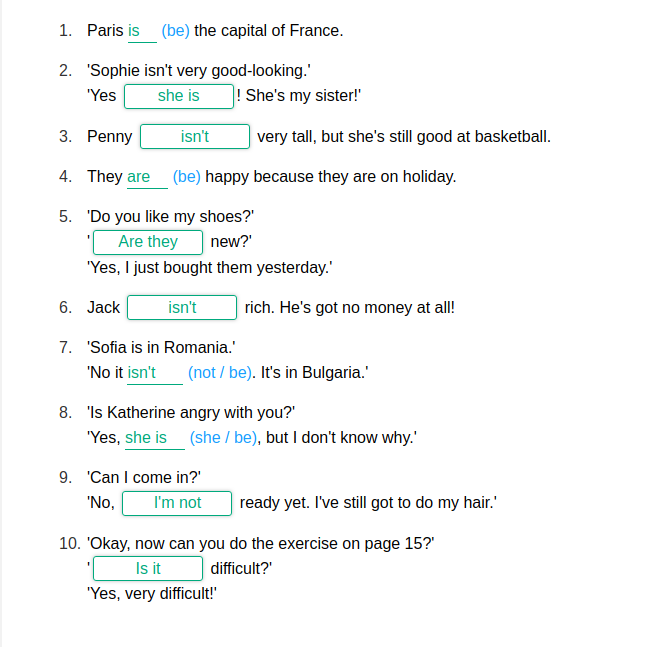 1. Paris is (be) the capital of France.
2. 'Sophie isn't very good-looking.'
'Yes she is ! She's my sister!'
3. Penny isn't very tall, but she's still good at basketball.
4. They are (be) happy because they are on holiday.
5. 'Do you like my shoes?'
' Are they new?'
'Yes, I just bought them yesterday.'
6. Jack isn't rich. He's got no money at all!
7. 'Sofia is in Romania.'
'No it isn't (not / be). It's in Bulgaria.'
8. 'Is Katherine angry with you?'
'Yes, she is (she / be), but I don't know why.'
9. 'Can I come in?'
'No, I'm not ready yet. I've still got to do my hair.'
10. 'Okay, now can you do the exercise on page 15?'
' Is it difficult?'
'Yes, very difficult!'